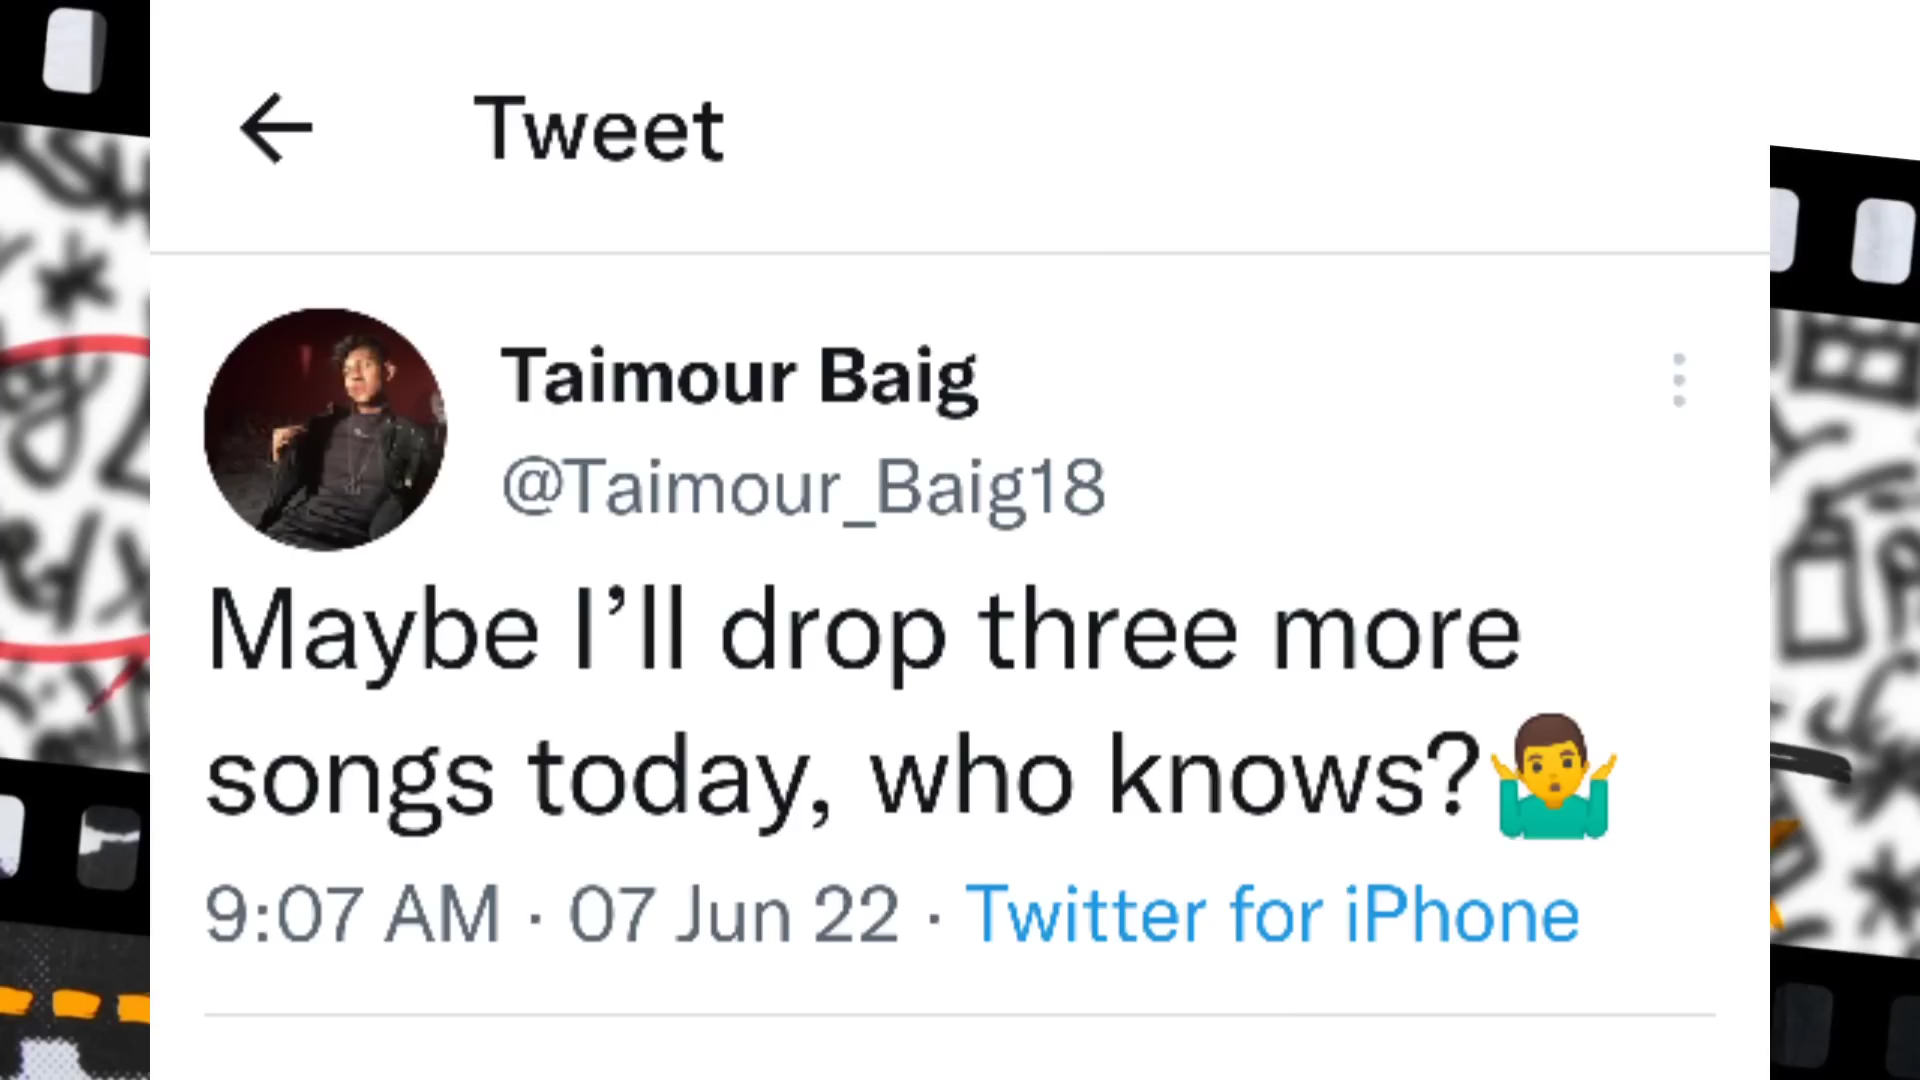 Tweet
Taimour Baig
@Taimour_Baig18
Maybe I’ll drop three more
songs today, who knows?🤷‍♂️
9:07 AM · 07 Jun 22 · Twitter for iPhone